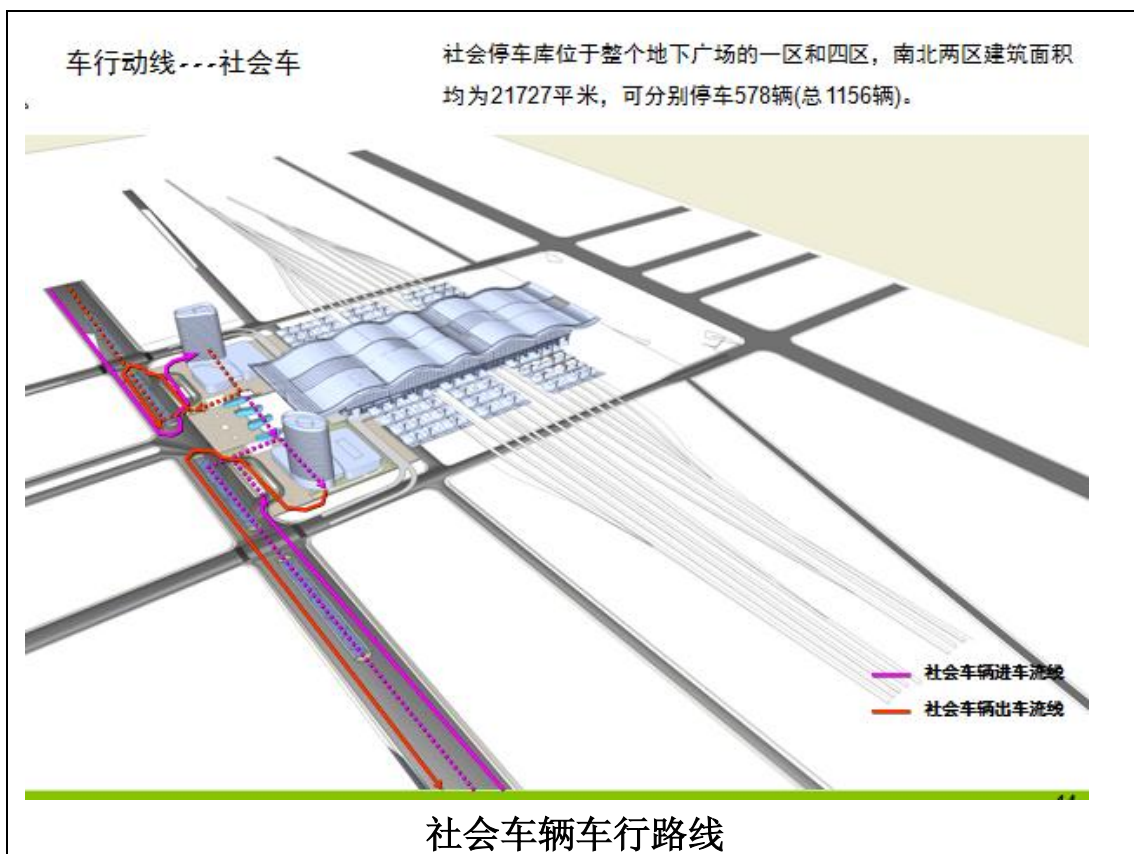 车行动线---社会车
社会停车库位于整个地下广场的一区和四区，南北两区建筑面积
均为21727平米，可分别停车578辆(总1156辆)。
社会车辆进车流线
社会车辆出车流线
社会车辆车行路线